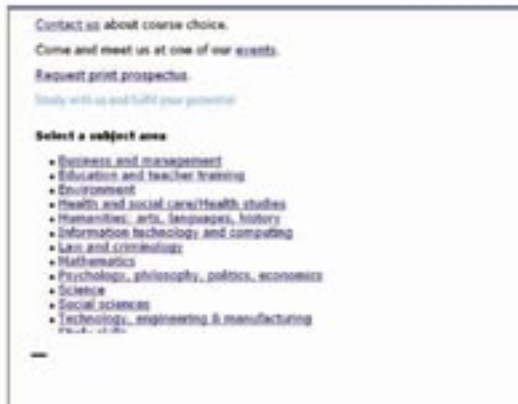 Contact us about course choice.
Come and meet us at one of our events.
Request print prospectus.
Study with us and fulfil your potential
Select a subject area
• Business and management
• Education and teacher training
• Environment
• Health and social care/Health studies
• Humanities: arts, languages, history
• Information technology and computing
• Law and criminology
• Mathematics
• Psychology, philosophy, politics, economics
• Science
• Social sciences
• Technology, engineering & manufacturing